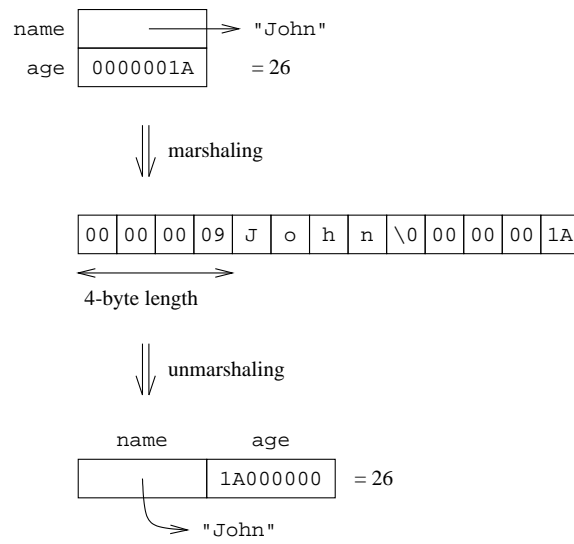 name "John"
age 0000001A = 26
marshaling
00 00 00 09 J o h n \0 00 00 00 1A
4-byte length
unmarshaling
name age
1A000000 = 26
"John"